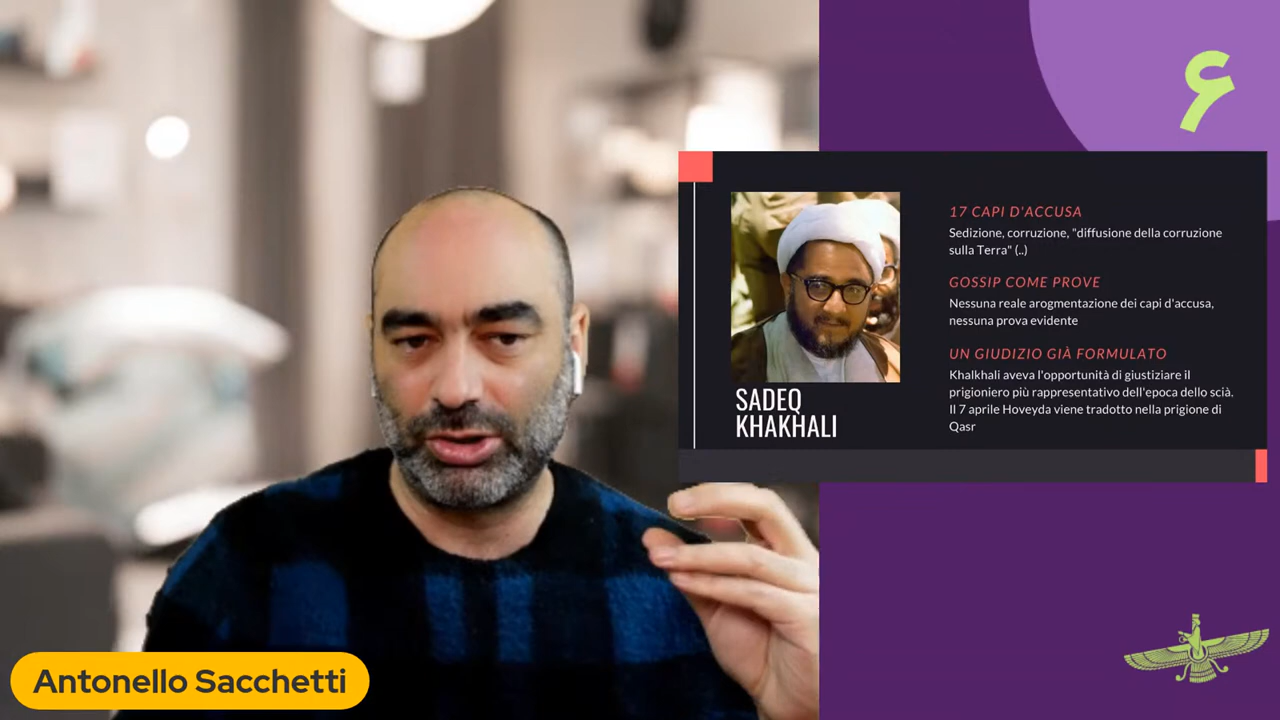 ۶
17 CAPI D'ACCUSA
Sedizione, corruzione, "diffusione della corruzione
sulla Terra" (..)
GOSSIP COME PROVE
Nessuna reale arogmentazione dei capi d'accusa,
nessuna prova evidente
UN GIUDIZIO GIÀ FORMULATO
Khalkhali aveva l'opportunità di giustiziare il
prigioniero più rappresentativo dell'epoca dello scià.
Il 7 aprile Hoveyda viene tradotto nella prigione di
Qasr
SADEQ
KHAKHALI
Antonello Sacchetti